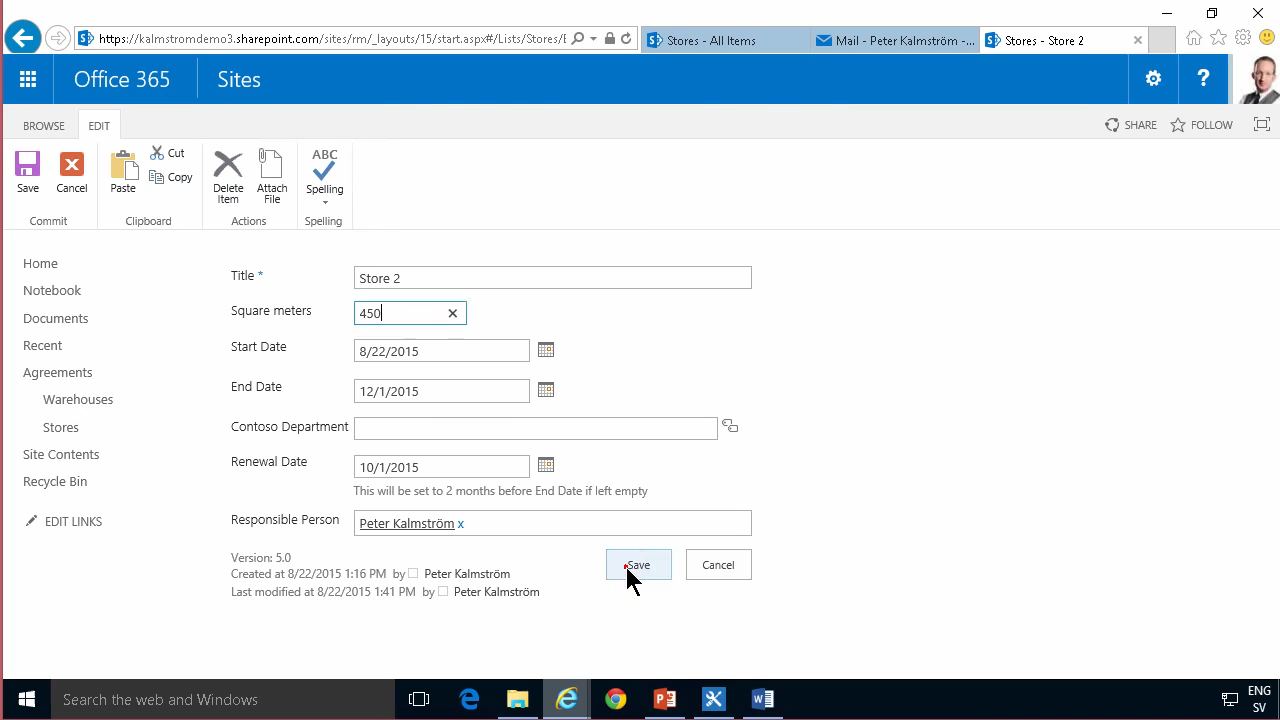 https://kalmstromdemo3.sharepoint.com/sites/rm/_layouts/15/start.aspx#/Lists/Stores/E
Stores - All Items
Mail - Peter Kalmström -...
Stores - Store 2
Office 365
Sites
?
BROWSE
EDIT
SHARE
FOLLOW
Save
Cancel
Paste
Cut
Copy
Delete Item
Attach File
ABC
Spelling
Commit
Clipboard
Actions
Spelling
Home
Notebook
Documents
Recent
Agreements
Warehouses
Stores
Site Contents
Recycle Bin
EDIT LINKS
Title *
Store 2
Square meters
450
Start Date
8/22/2015
End Date
12/1/2015
Contoso Department
Renewal Date
10/1/2015
This will be set to 2 months before End Date if left empty
Responsible Person
Peter Kalmström x
Version: 5.0
Created at 8/22/2015 1:16 PM by Peter Kalmström
Last modified at 8/22/2015 1:41 PM by Peter Kalmström
Save
Cancel
Search the web and Windows
ENG
SV